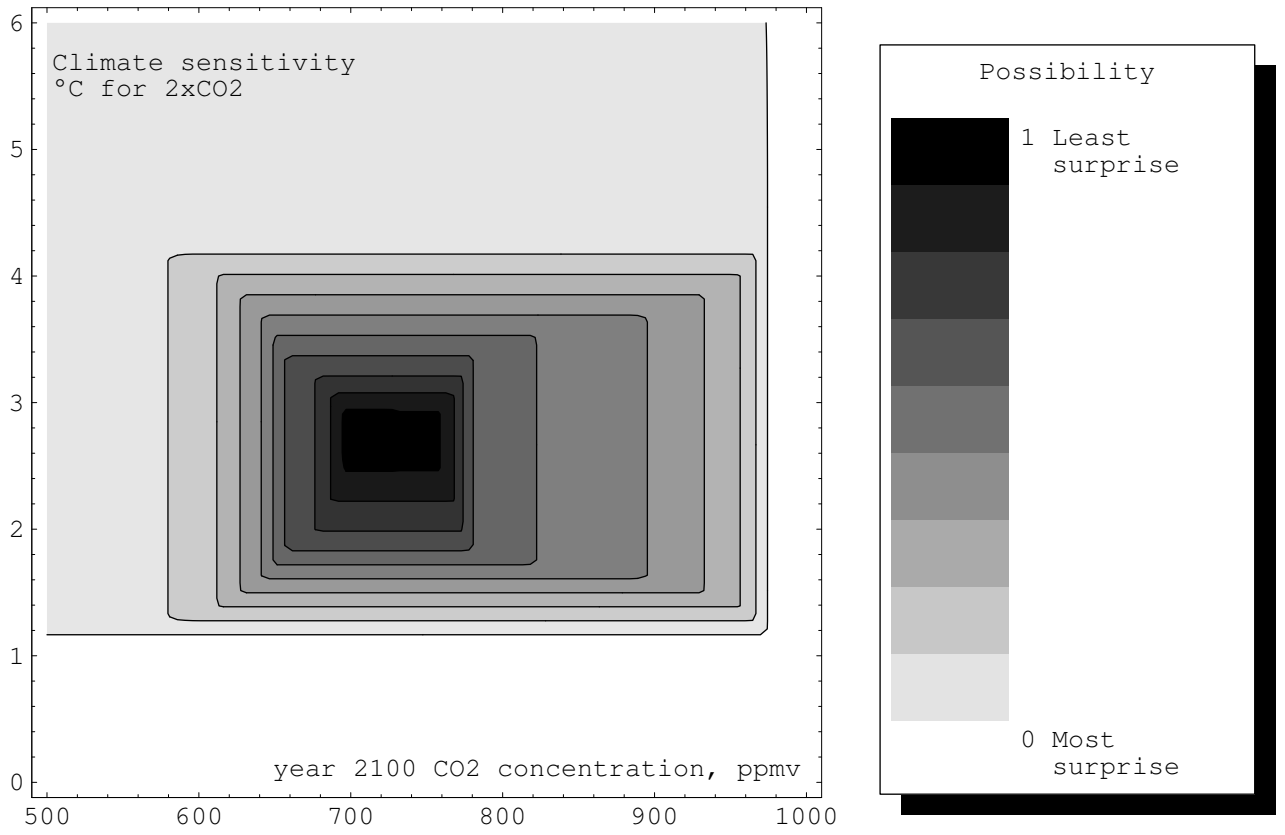 6
Climate sensitivity
°C for 2xCO2
5
4
3
2
1
0
year 2100 CO2 concentration, ppmv
500 600 700 800 900 1000
Possibility
1 Least
surprise
0 Most
surprise